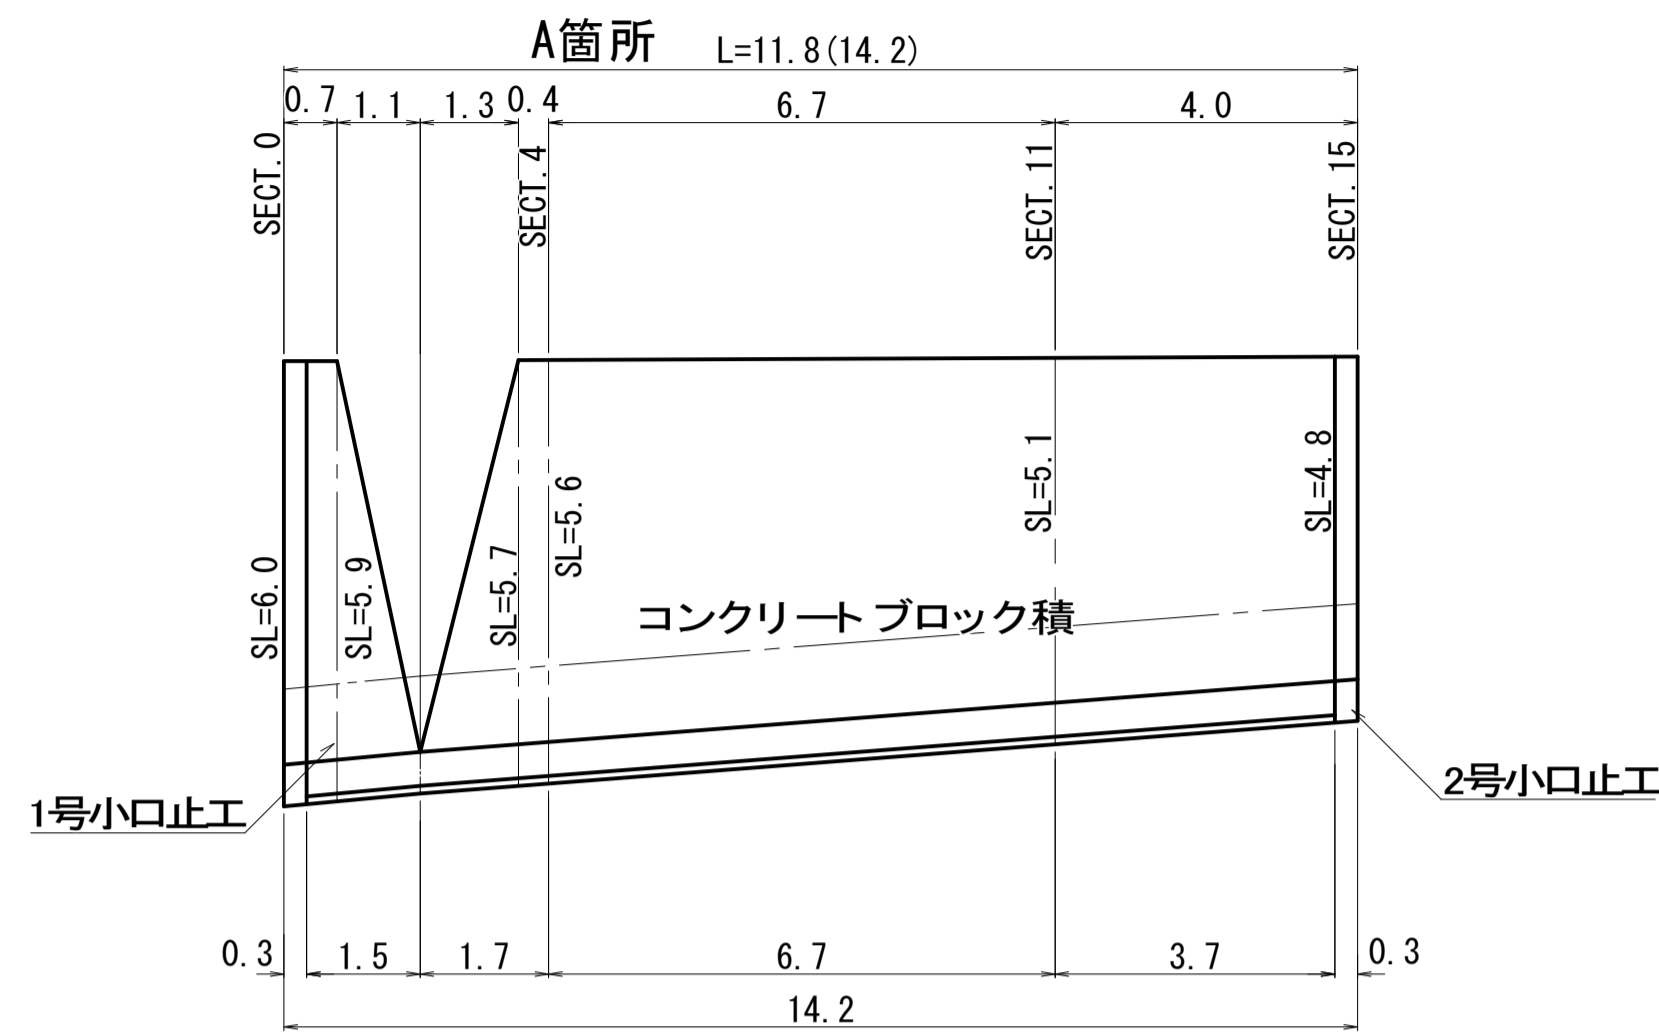 A箇所 L=11.8(14.2)
0.7 1.1 1.3 0.4 6.7 4.0
SECT.0
SECT.4
SECT.11
SECT.15
SL=6.0
SL=5.9
SL=5.7
SL=5.6
SL=5.1
SL=4.8
コンクリートブロック積
1号小口止工
2号小口止工
0.3 1.5 1.7 6.7 3.7 0.3
14.2